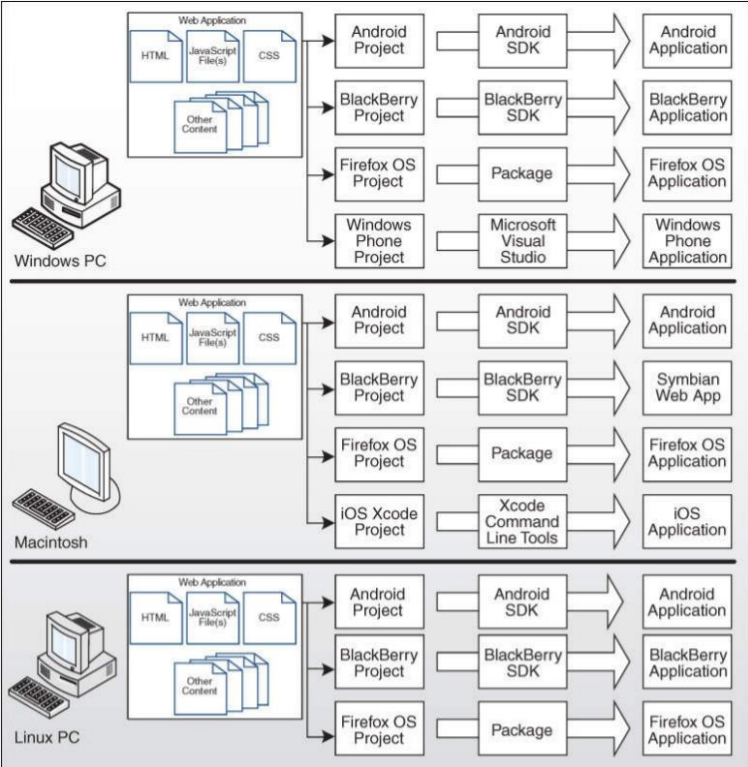 Web Application
HTML
JavaScript
File(s)
CSS
Other
Content
Android
Project
Android
SDK
Android
Application
BlackBerry
Project
BlackBerry
SDK
BlackBerry
Application
Firefox OS
Project
Package
Firefox OS
Application
Windows
Phone
Project
Microsoft
Visual
Studio
Windows
Phone
Application
Windows PC
Web Application
HTML
JavaScript
File(s)
CSS
Other
Content
Android
Project
Android
SDK
Android
Application
BlackBerry
Project
BlackBerry
SDK
Symbian
Web App
Firefox OS
Project
Package
Firefox OS
Application
iOS Xcode
Project
Xcode
Command
Line Tools
iOS
Application
Macintosh
Web Application
HTML
JavaScript
File(s)
CSS
Other
Content
Android
Project
Android
SDK
Android
Application
BlackBerry
Project
BlackBerry
SDK
BlackBerry
Application
Firefox OS
Project
Package
Firefox OS
Application
Linux PC